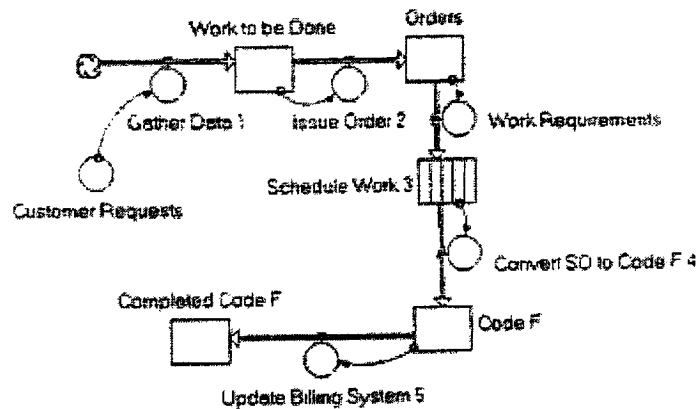 Orders
Work to be Done
Gather Data 1
Issue Order 2
Work Requirements
Schedule Work 3
Customer Requests
Convert SO to Code F 4
Completed Code F
Code F
Update Billing System 5